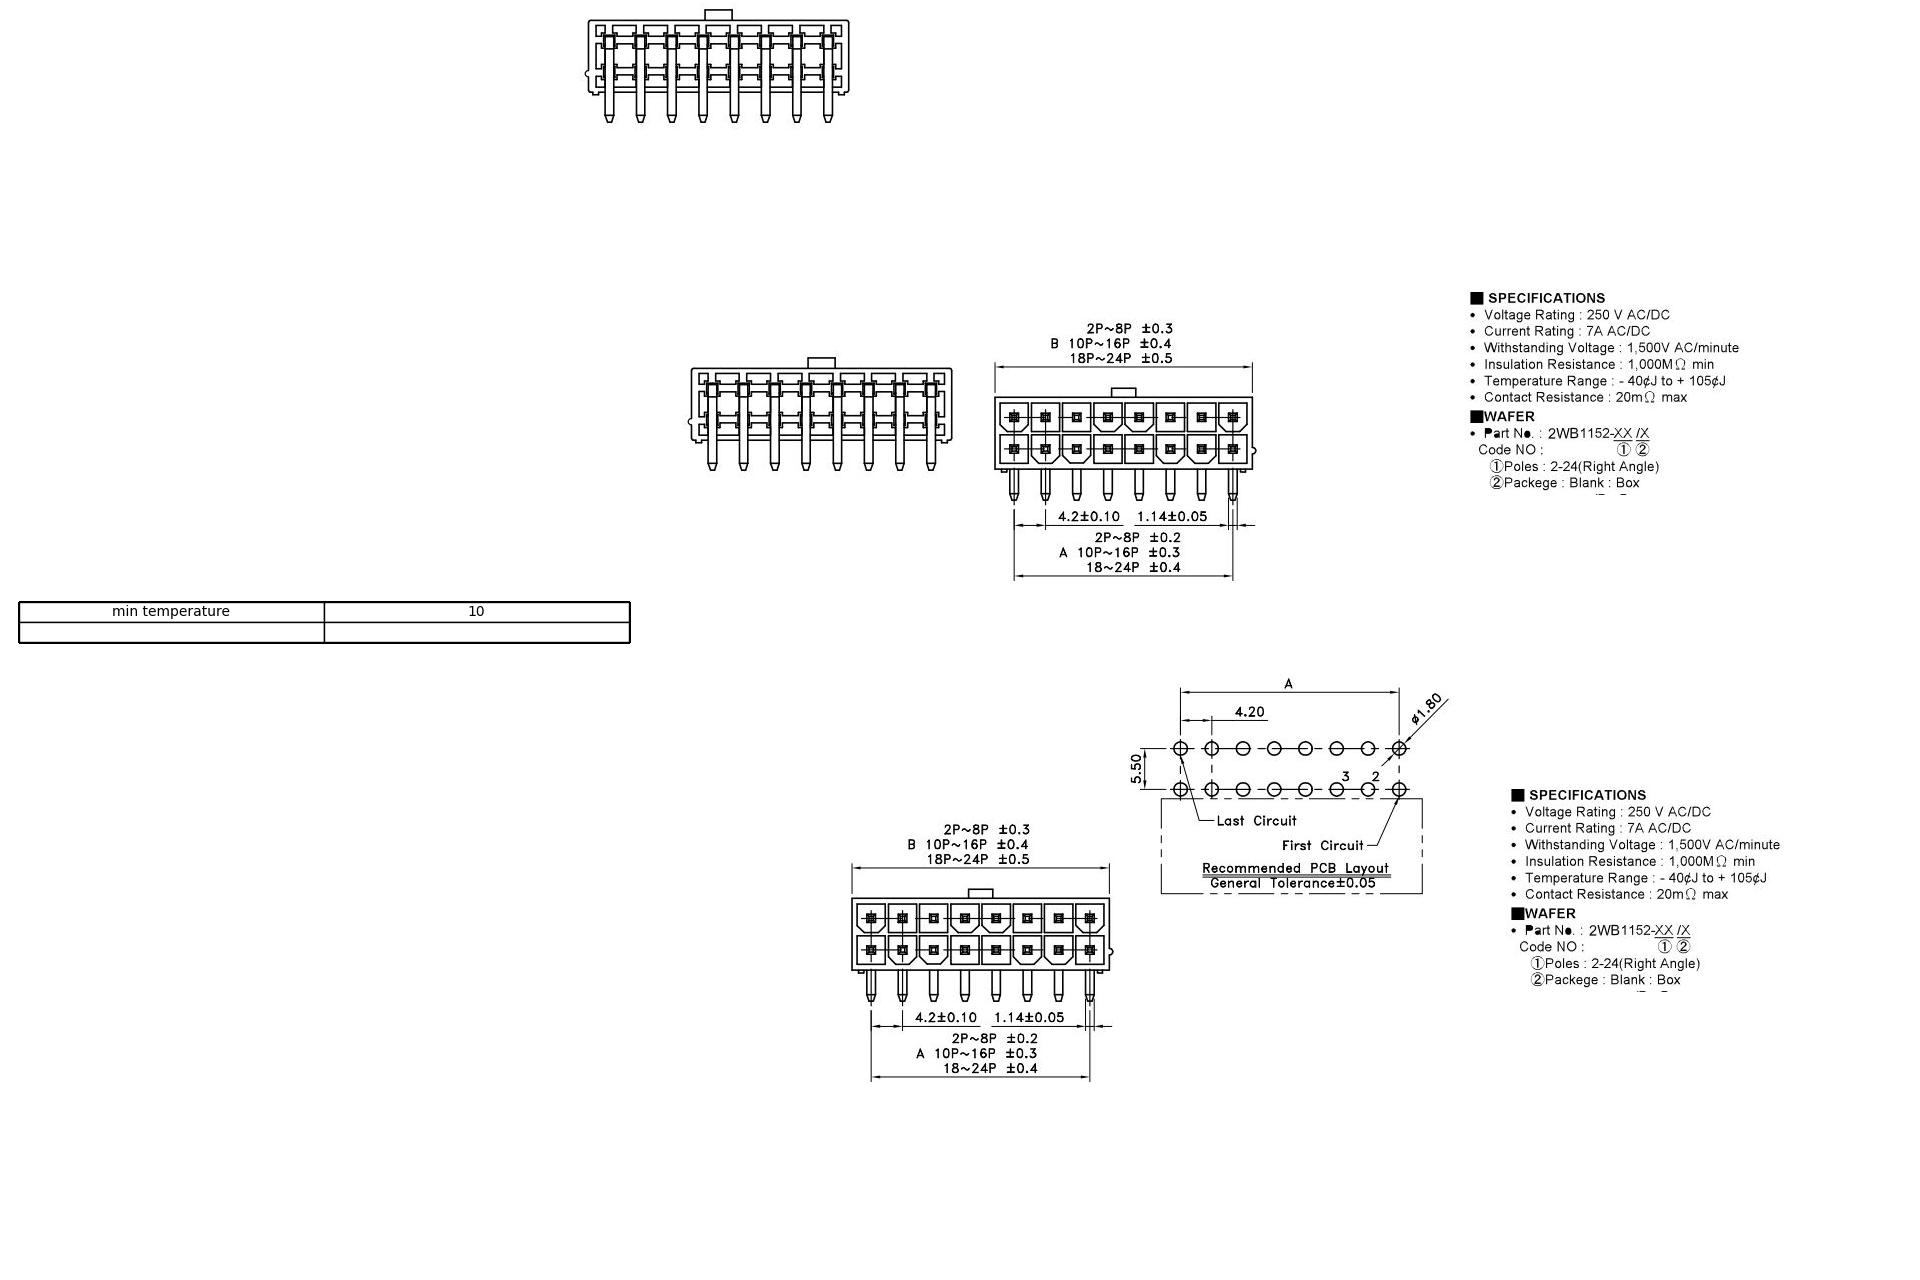 2P~8P ±0.3
B 10P~16P ±0.4
18P~24P ±0.5
4.2±0.10 1.14±0.05
2P~8P ±0.2
A 10P~16P ±0.3
18~24P ±0.4
■ SPECIFICATIONS
• Voltage Rating : 250 V AC/DC
• Current Rating : 7A AC/DC
• Withstanding Voltage : 1,500V AC/minute
• Insulation Resistance : 1,000MΩ min
• Temperature Range : - 40¢J to + 105¢J
• Contact Resistance : 20mΩ max
■WAFER
• Part No. : 2WB1152-XX /X
Code NO : ① ②
①Poles : 2-24(Right Angle)
②Packege : Blank : Box
min temperature 10
A
4.20
ø1.80
5.50
3 2
Last Circuit
First Circuit
Recommended PCB Layout
General Tolerance±0.05
2P~8P ±0.3
B 10P~16P ±0.4
18P~24P ±0.5
4.2±0.10 1.14±0.05
2P~8P ±0.2
A 10P~16P ±0.3
18~24P ±0.4
■ SPECIFICATIONS
• Voltage Rating : 250 V AC/DC
• Current Rating : 7A AC/DC
• Withstanding Voltage : 1,500V AC/minute
• Insulation Resistance : 1,000MΩ min
• Temperature Range : - 40¢J to + 105¢J
• Contact Resistance : 20mΩ max
■WAFER
• Part No. : 2WB1152-XX /X
Code NO : ① ②
①Poles : 2-24(Right Angle)
②Packege : Blank : Box